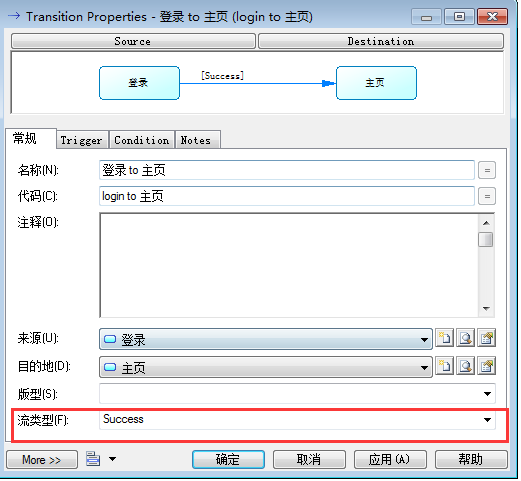 Transition Properties - 登录 to 主页 (login to 主页)
Source Destination
登录 [Success] 主页
常规 Trigger Condition Notes
名称(N): 登录 to 主页 =
代码(C): login to 主页 =
注释(O):
来源(U): 登录
目的地(D): 主页
版型(S):
流类型(F): Success
More >> 确定 取消 应用(A) 帮助